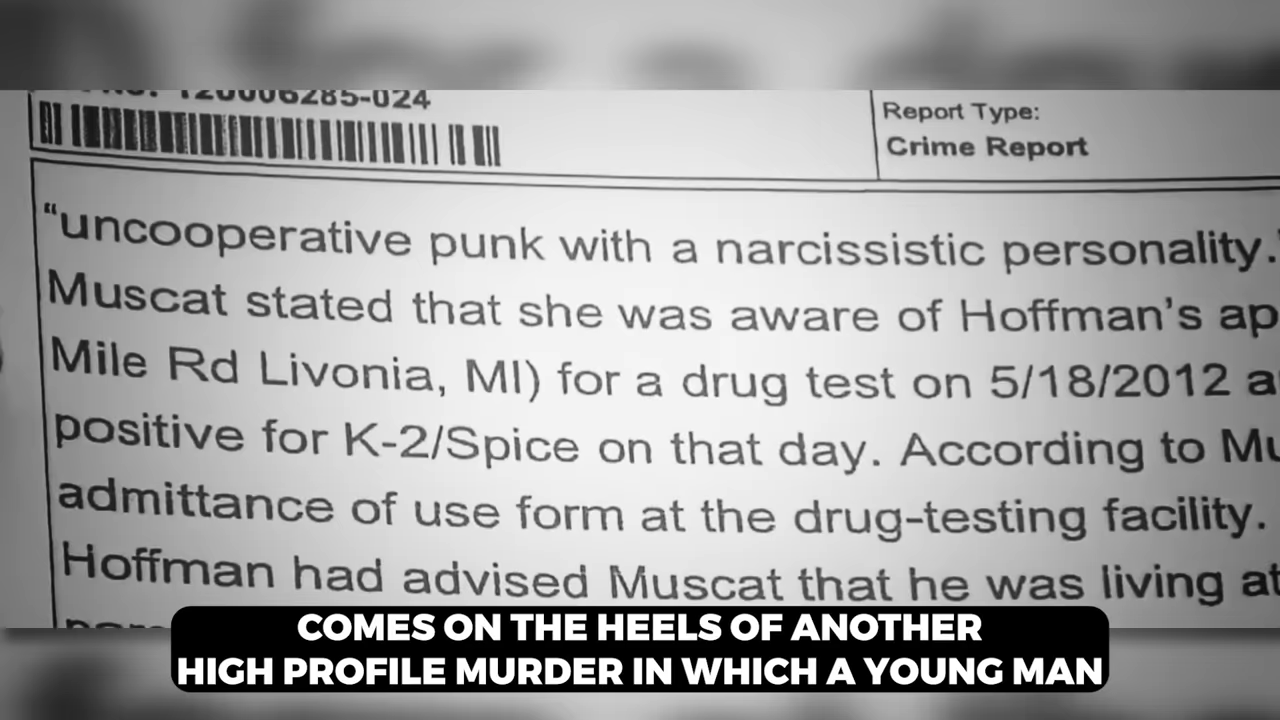 120006285-024
Report Type:
Crime Report
“uncooperative punk with a narcissistic personality.
Muscat stated that she was aware of Hoffman’s ap
Mile Rd Livonia, MI) for a drug test on 5/18/2012 a
positive for K-2/Spice on that day. According to Mu
admittance of use form at the drug-testing facility.
Hoffman had advised Muscat that he was living at
COMES ON THE HEELS OF ANOTHER
HIGH PROFILE MURDER IN WHICH A YOUNG MAN